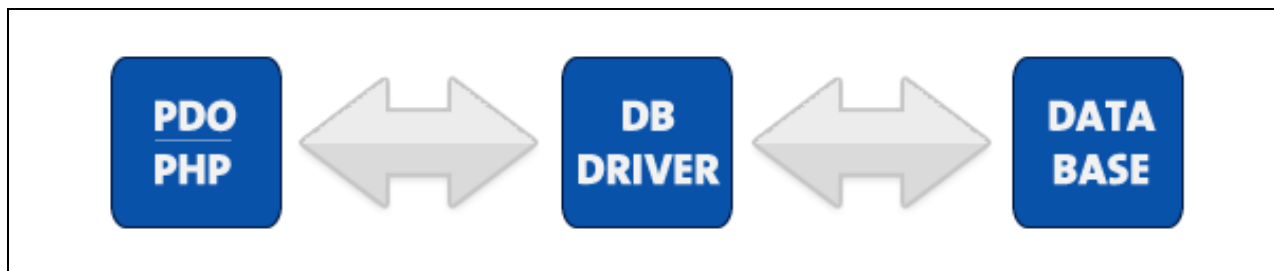 PDO
PHP
DB
DRIVER
DATA
BASE